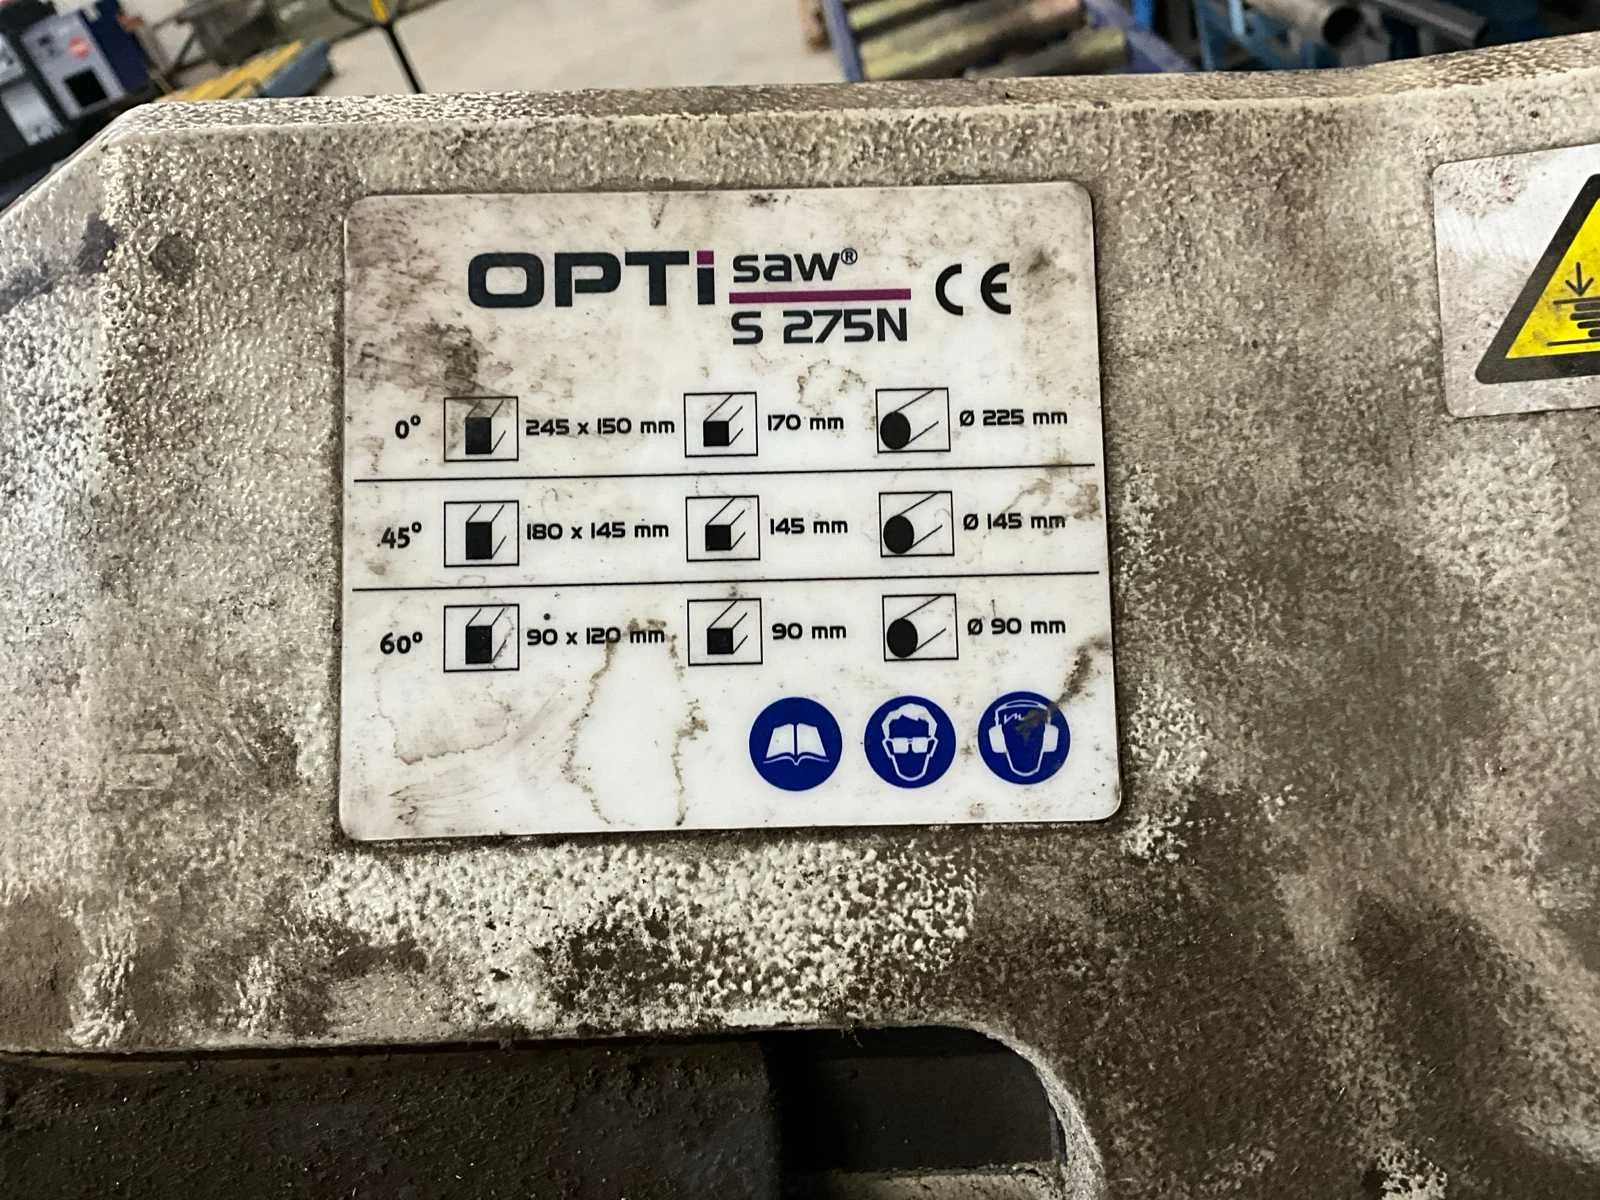 OPTi saw®
S 275N
CE
0° 245 x 150 mm 170 mm Ø 225 mm
45° 180 x 145 mm 145 mm Ø 145 mm
60° 90 x 120 mm 90 mm Ø 90 mm